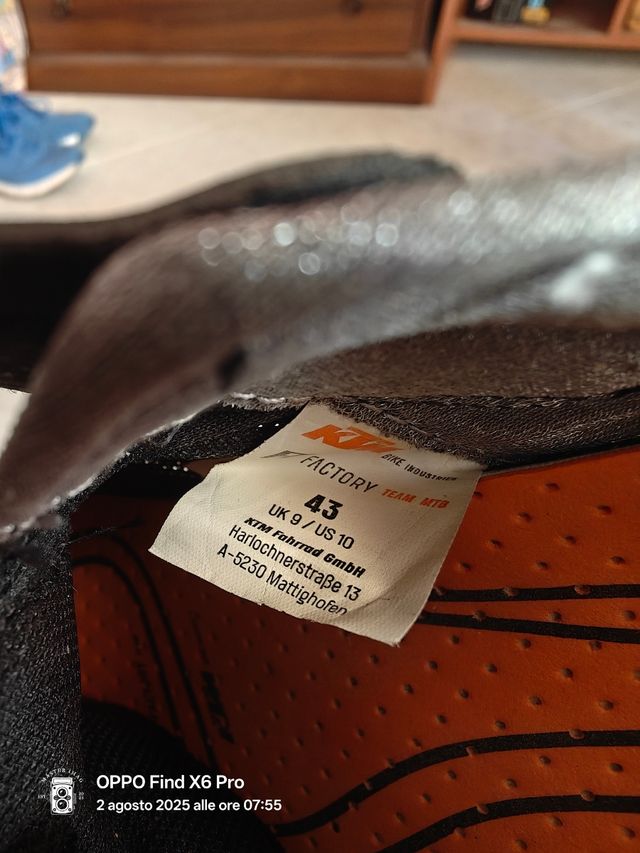 KTM
BIKE INDUSTRIES
FACTORY TEAM MTB
43
UK 9 / US 10
KTM Fahrrad GmbH
Harlochnerstraße 13
A-5230 Mattighofen
OPPO Find X6 Pro
2 agosto 2025 alle ore 07:55